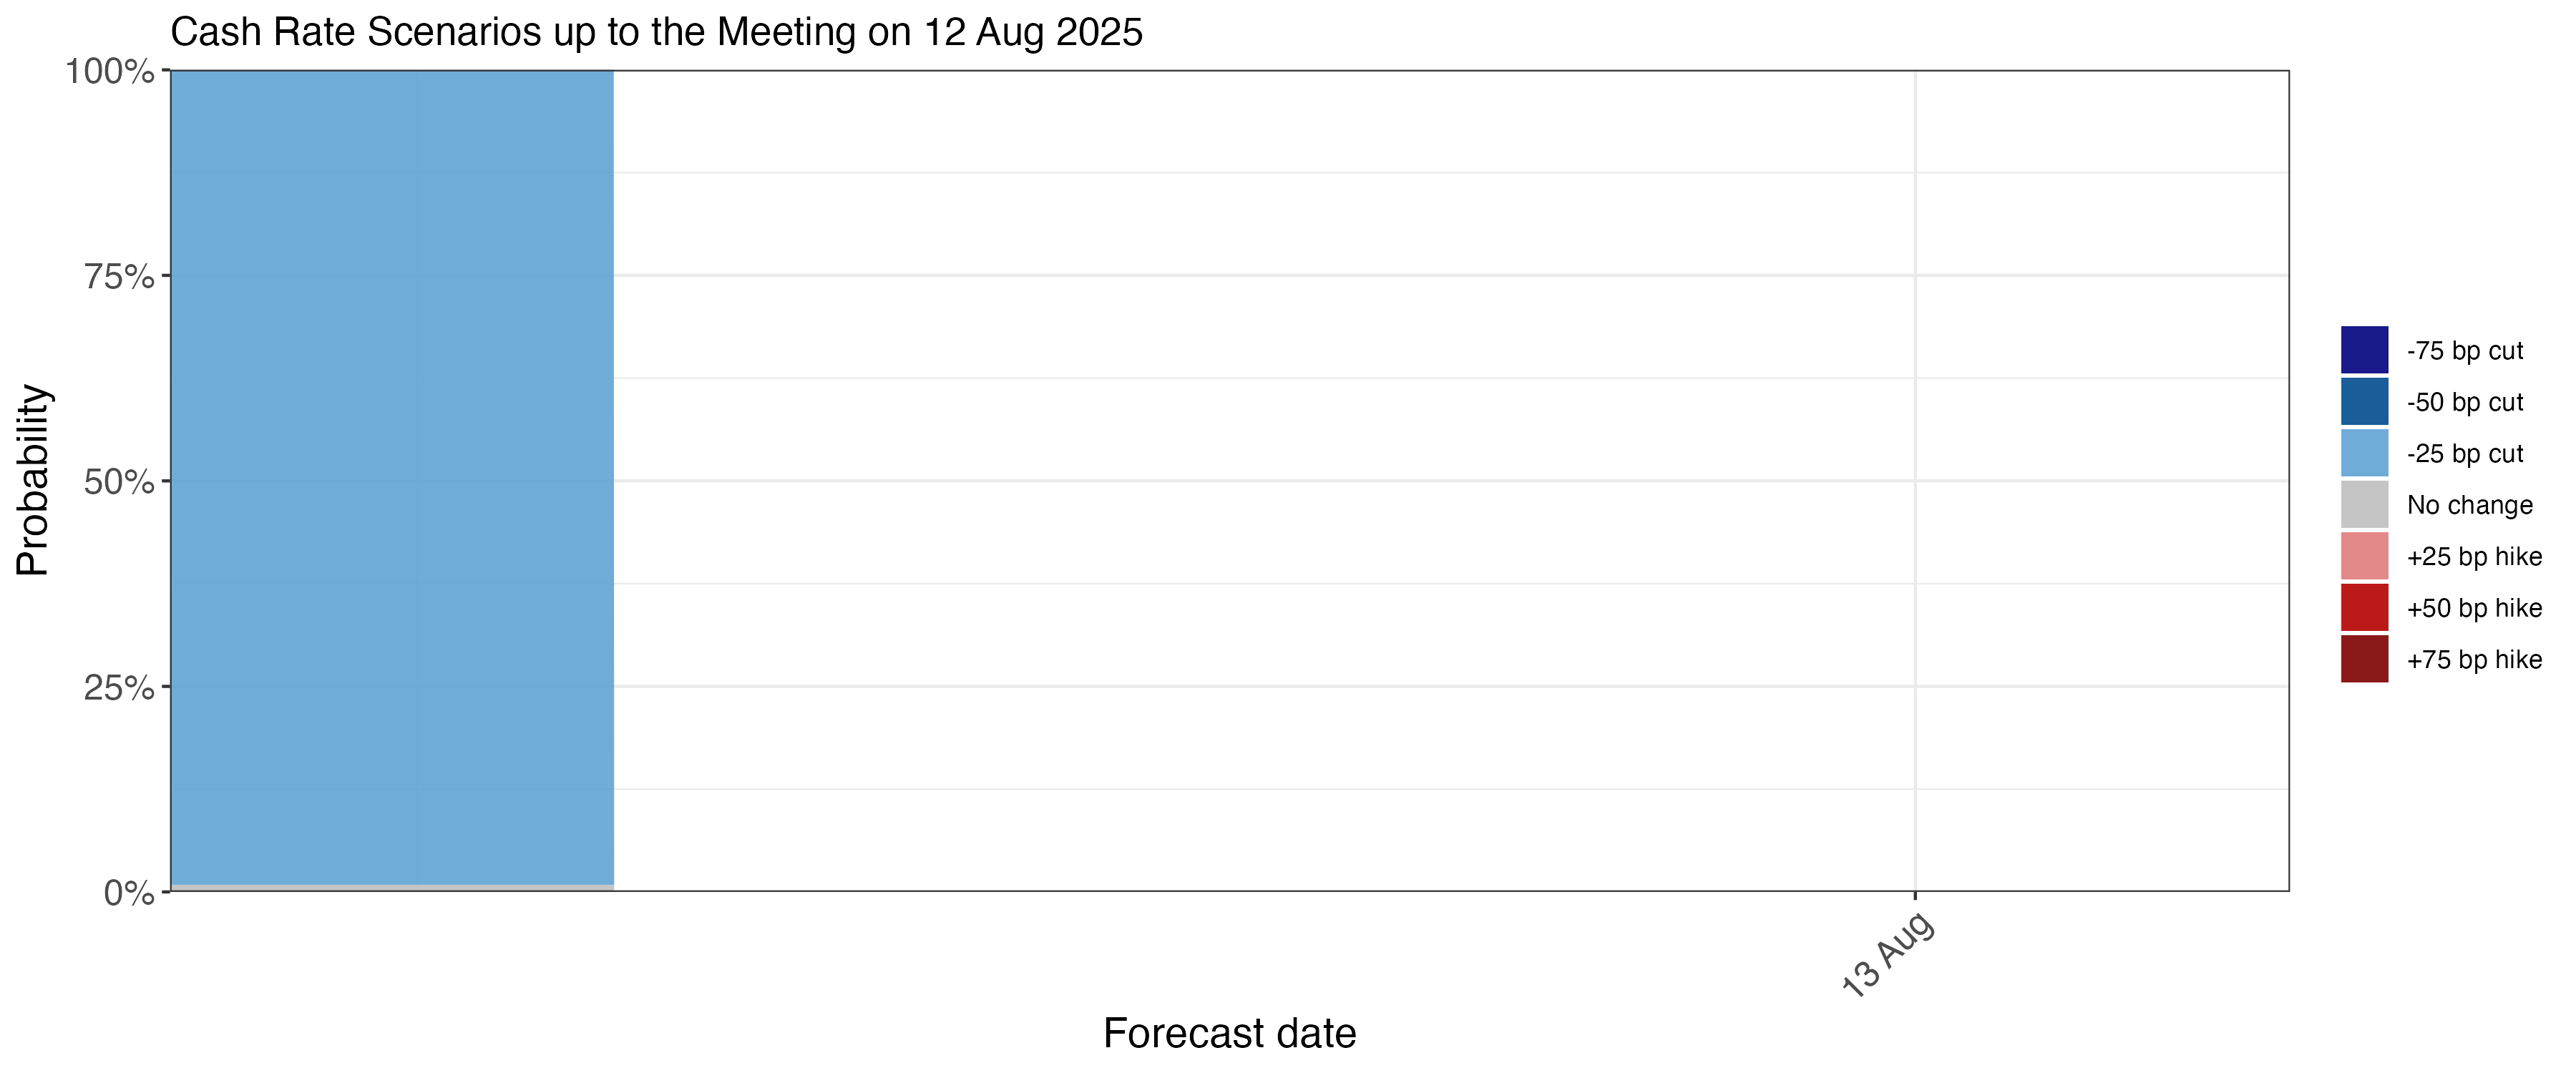 Cash Rate Scenarios up to the Meeting on 12 Aug 2025
100%
75%
50%
25%
0%
Probability
13 Aug
Forecast date
-75 bp cut
-50 bp cut
-25 bp cut
No change
+25 bp hike
+50 bp hike
+75 bp hike